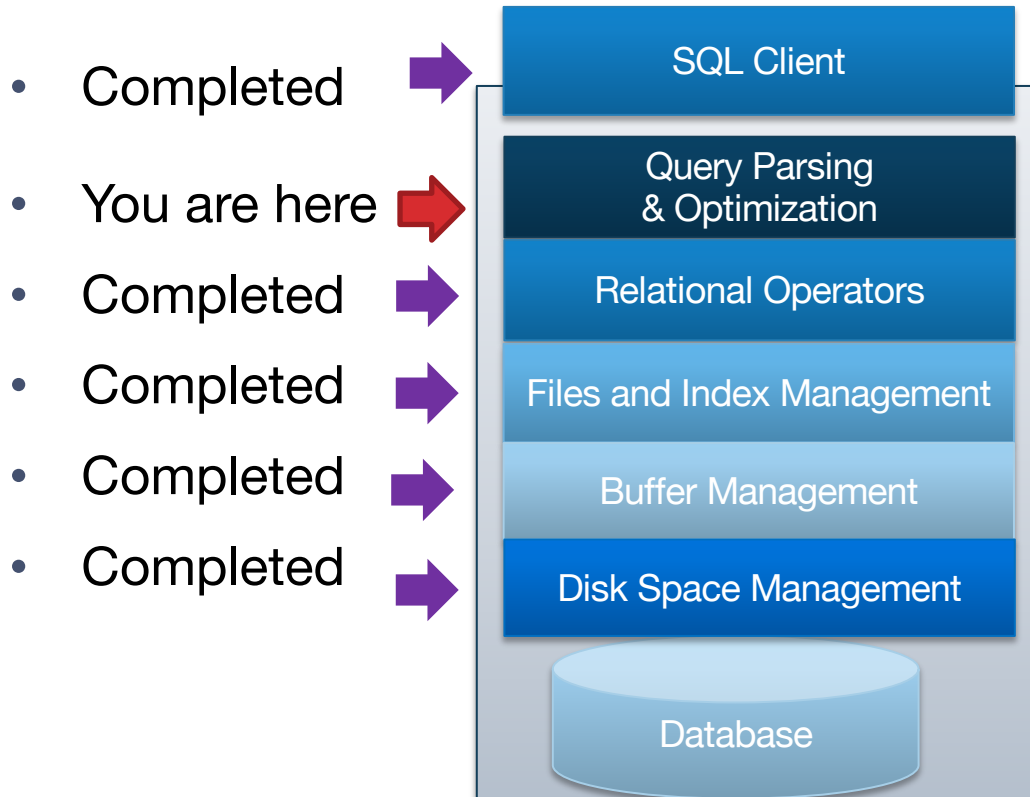 • Completed
SQL Client
• You are here
Query Parsing
& Optimization
• Completed
Relational Operators
• Completed
Files and Index Management
• Completed
Buffer Management
• Completed
Disk Space Management
Database